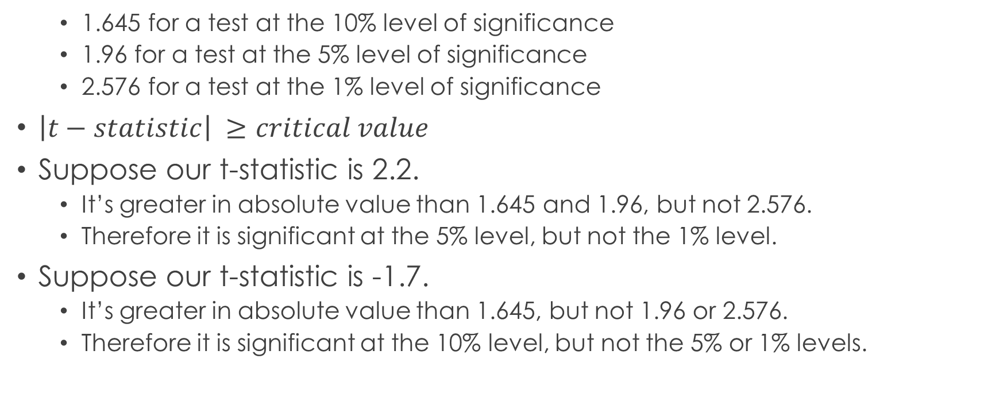 • 1.645 for a test at the 10% level of significance
• 1.96 for a test at the 5% level of significance
• 2.576 for a test at the 1% level of significance
• |t − statistic| ≥ critical value
• Suppose our t-statistic is 2.2.
• It’s greater in absolute value than 1.645 and 1.96, but not 2.576.
• Therefore it is significant at the 5% level, but not the 1% level.
• Suppose our t-statistic is -1.7.
• It’s greater in absolute value than 1.645, but not 1.96 or 2.576.
• Therefore it is significant at the 10% level, but not the 5% or 1% levels.